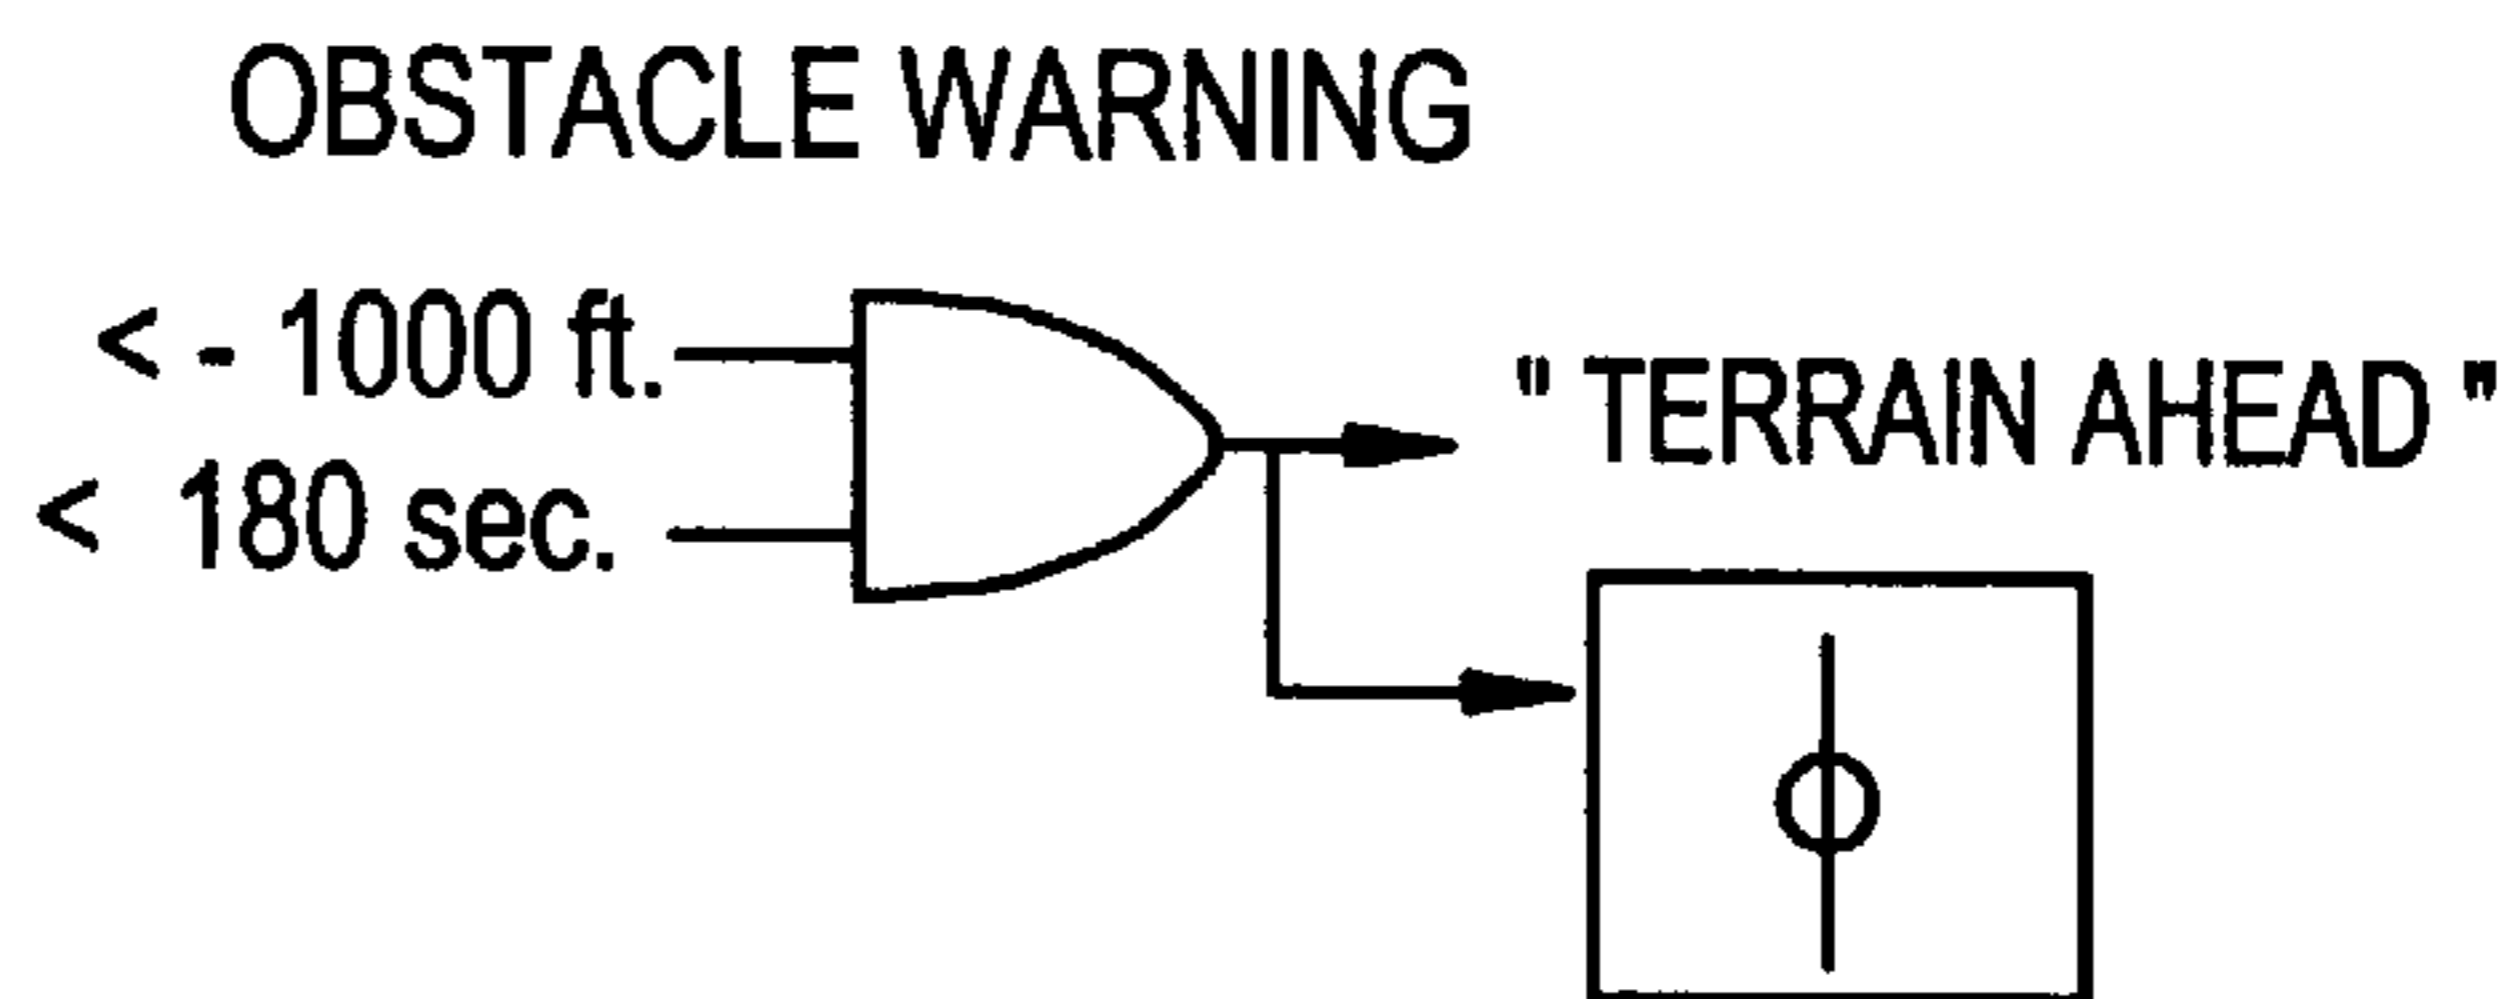 OBSTACLE WARNING
< - 1000 ft.
" TERRAIN AHEAD "
< 180 sec.